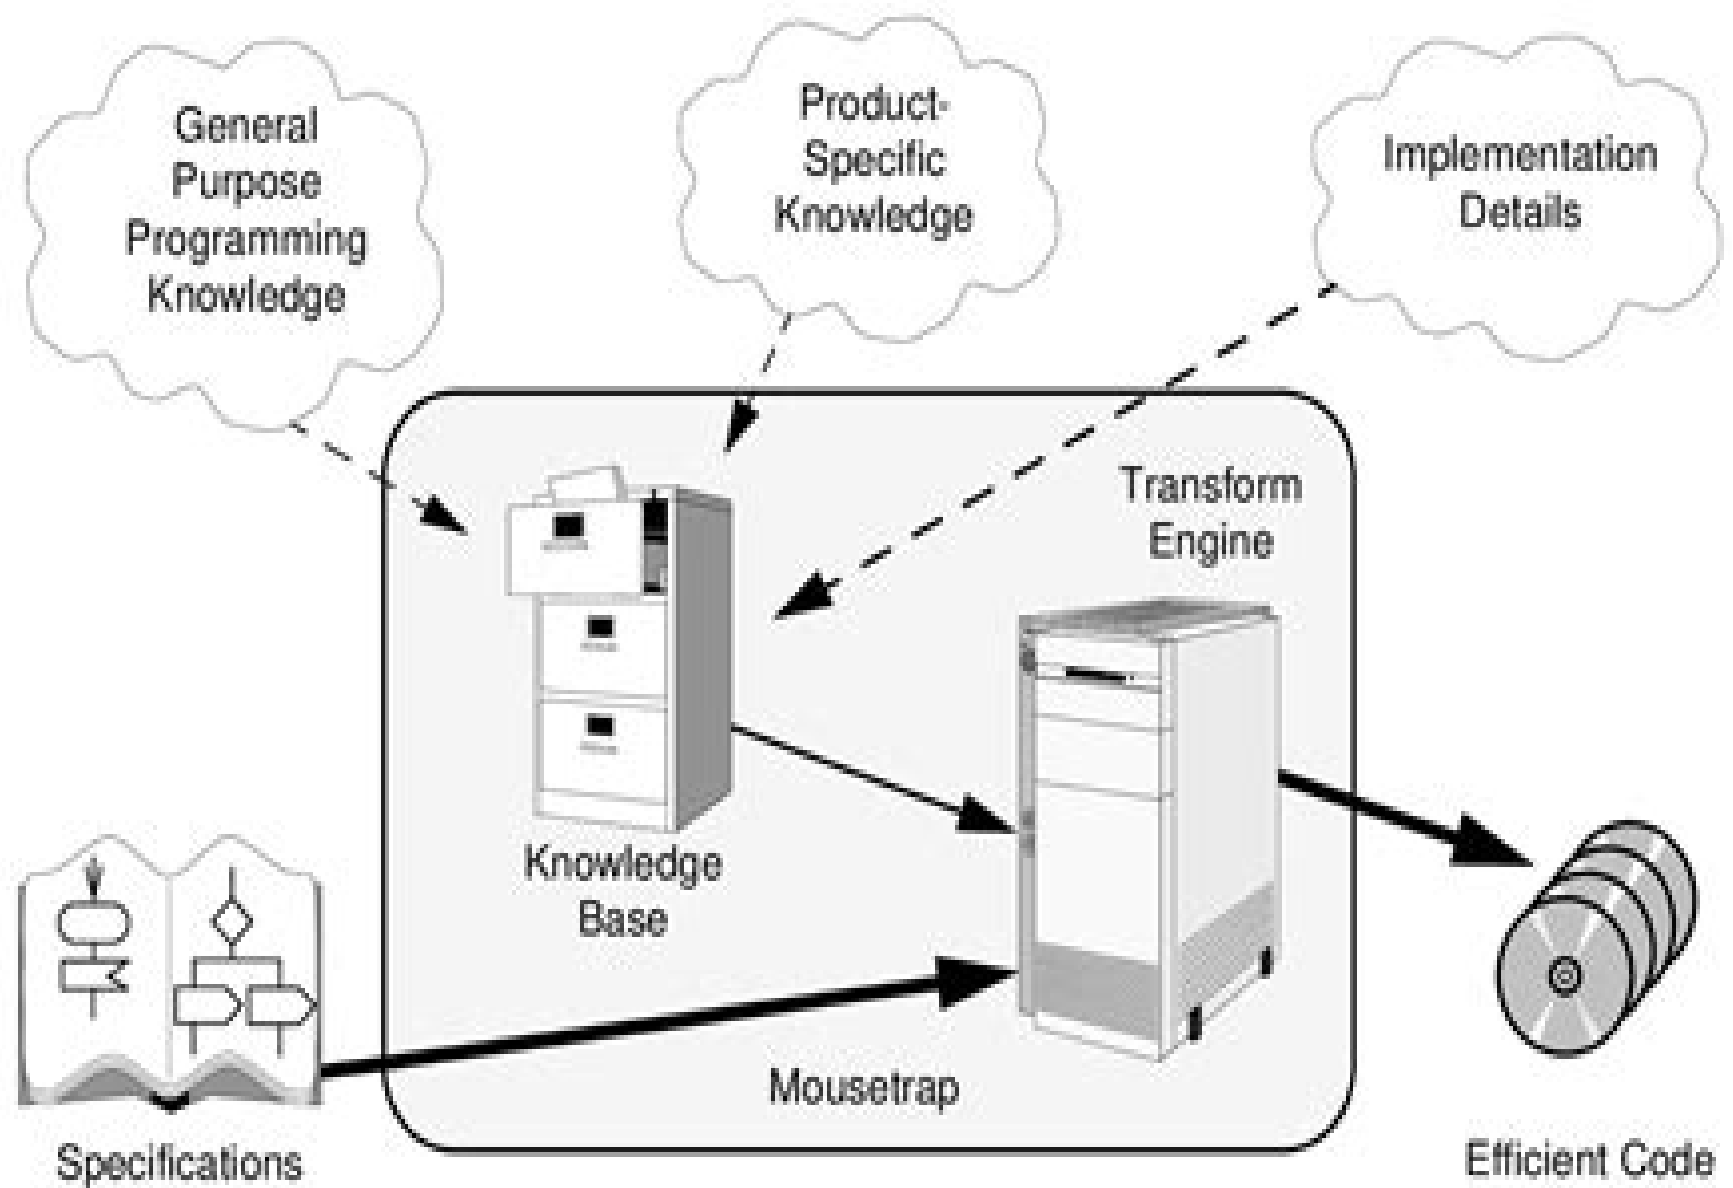 General
Purpose
Programming
Knowledge
Product-
Specific
Knowledge
Implementation
Details
Transform
Engine
Knowledge
Base
Mousetrap
Specifications
Efficient Code